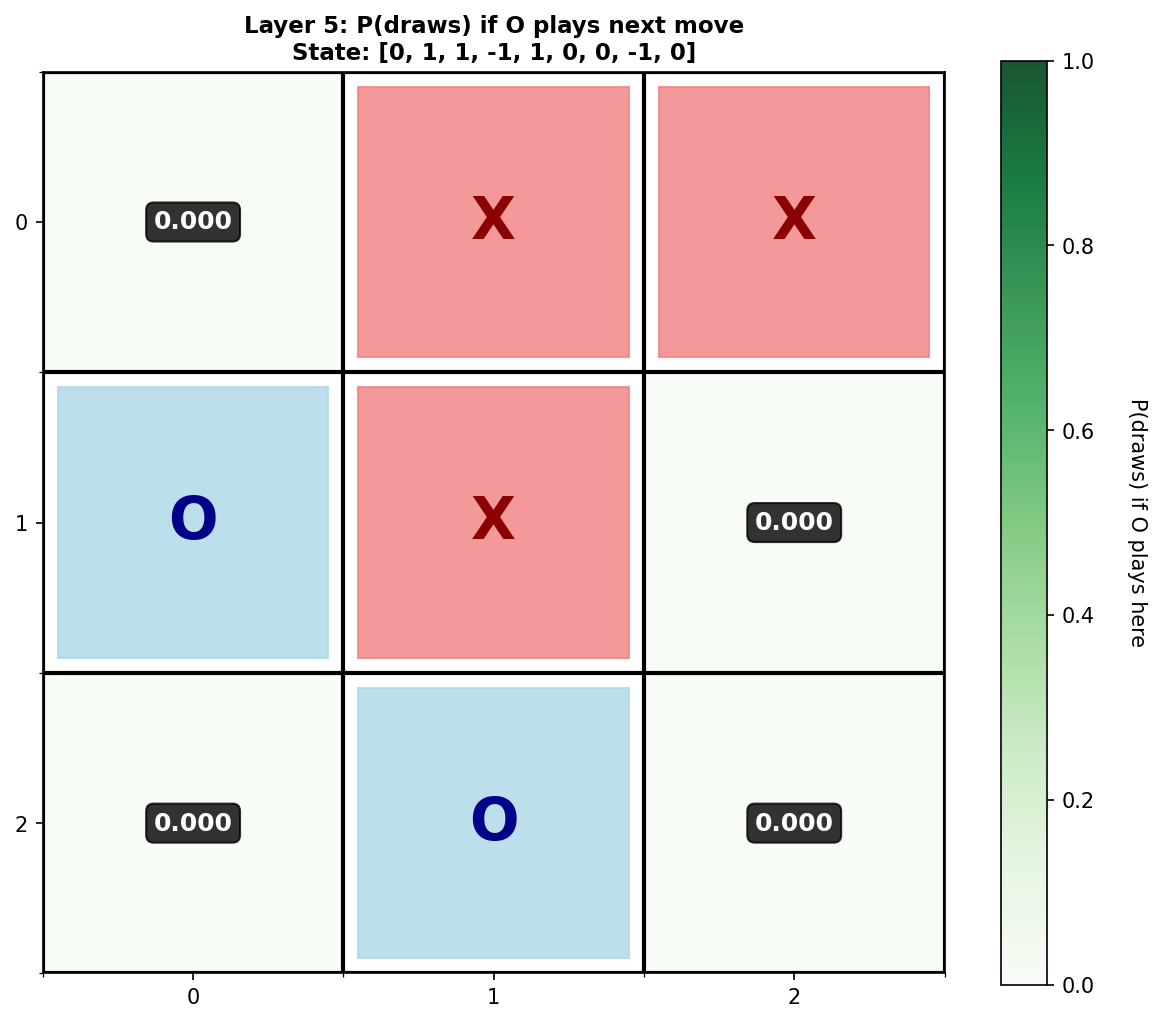 Layer 5: P(draws) if O plays next move
State: [0, 1, 1, -1, 1, 0, 0, -1, 0]
1.0
0.8
0.6
0.4
0.2
0.0
P(draws) if O plays here
0
0.000
X
X
1
O
X
0.000
2
0.000
O
0.000
0
1
2